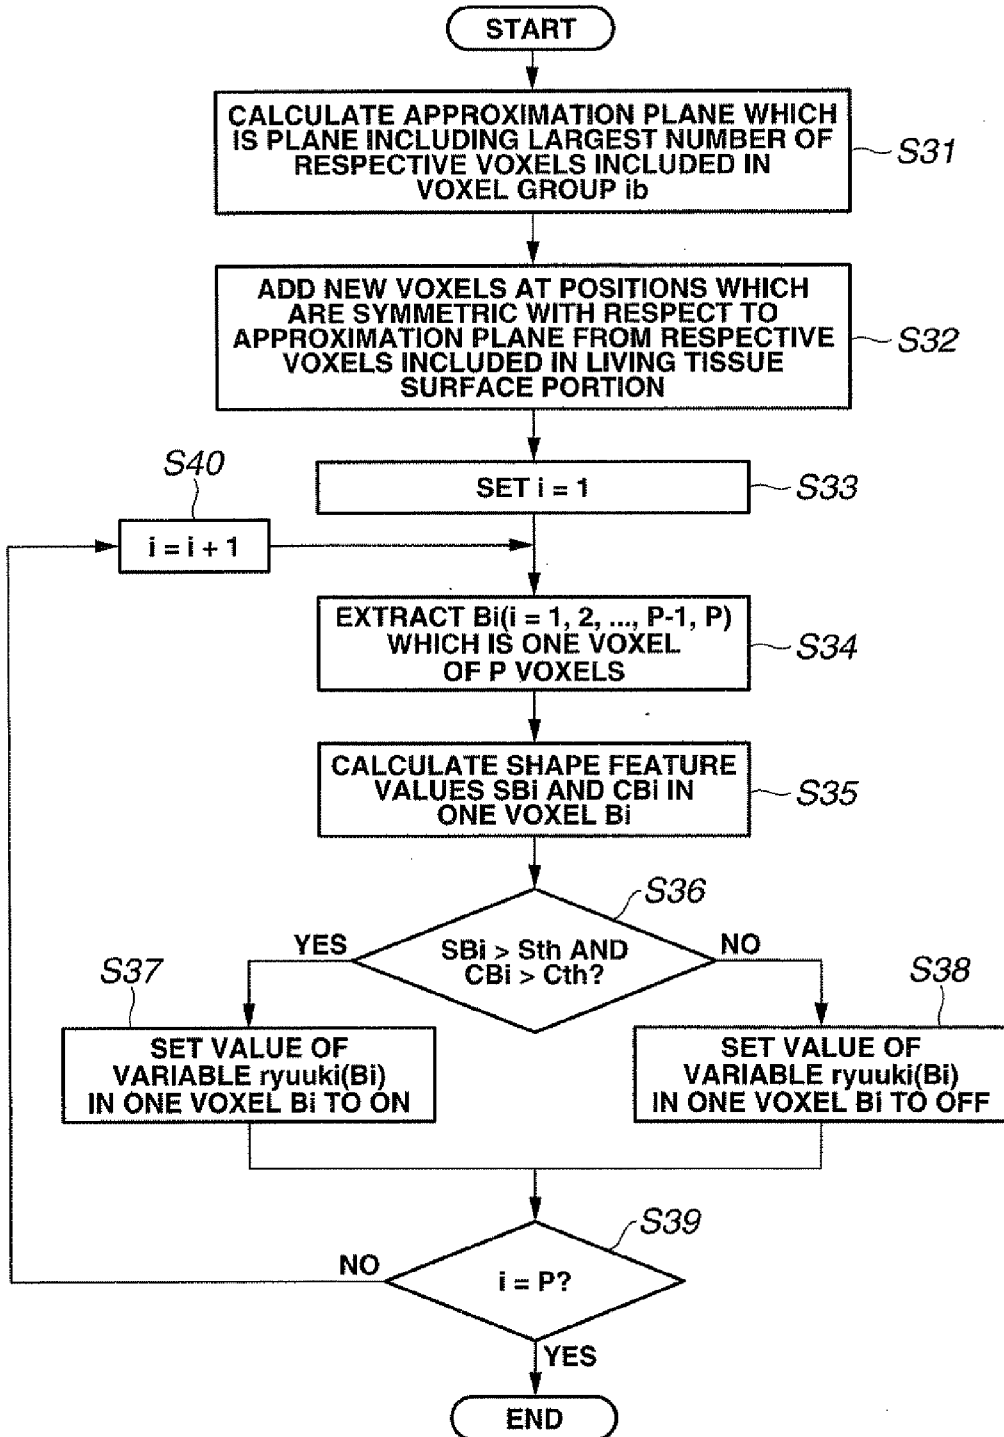 START
CALCULATE APPROXIMATION PLANE WHICH
IS PLANE INCLUDING LARGEST NUMBER OF
RESPECTIVE VOXELS INCLUDED IN
VOXEL GROUP ib
S31
ADD NEW VOXELS AT POSITIONS WHICH
ARE SYMMETRIC WITH RESPECT TO
APPROXIMATION PLANE FROM RESPECTIVE
VOXELS INCLUDED IN LIVING TISSUE
SURFACE PORTION
S32
S40
SET i = 1
S33
i = i + 1
EXTRACT Bi(i = 1, 2, ..., P-1, P)
WHICH IS ONE VOXEL
OF P VOXELS
S34
CALCULATE SHAPE FEATURE
VALUES SBi AND CBi IN
ONE VOXEL Bi
S35
S36
YES
SBi > Sth AND
CBi > Cth?
NO
S37
S38
SET VALUE OF
VARIABLE ryuuki(Bi)
IN ONE VOXEL Bi TO ON
SET VALUE OF
VARIABLE ryuuki(Bi)
IN ONE VOXEL Bi TO OFF
S39
NO
i = P?
YES
END